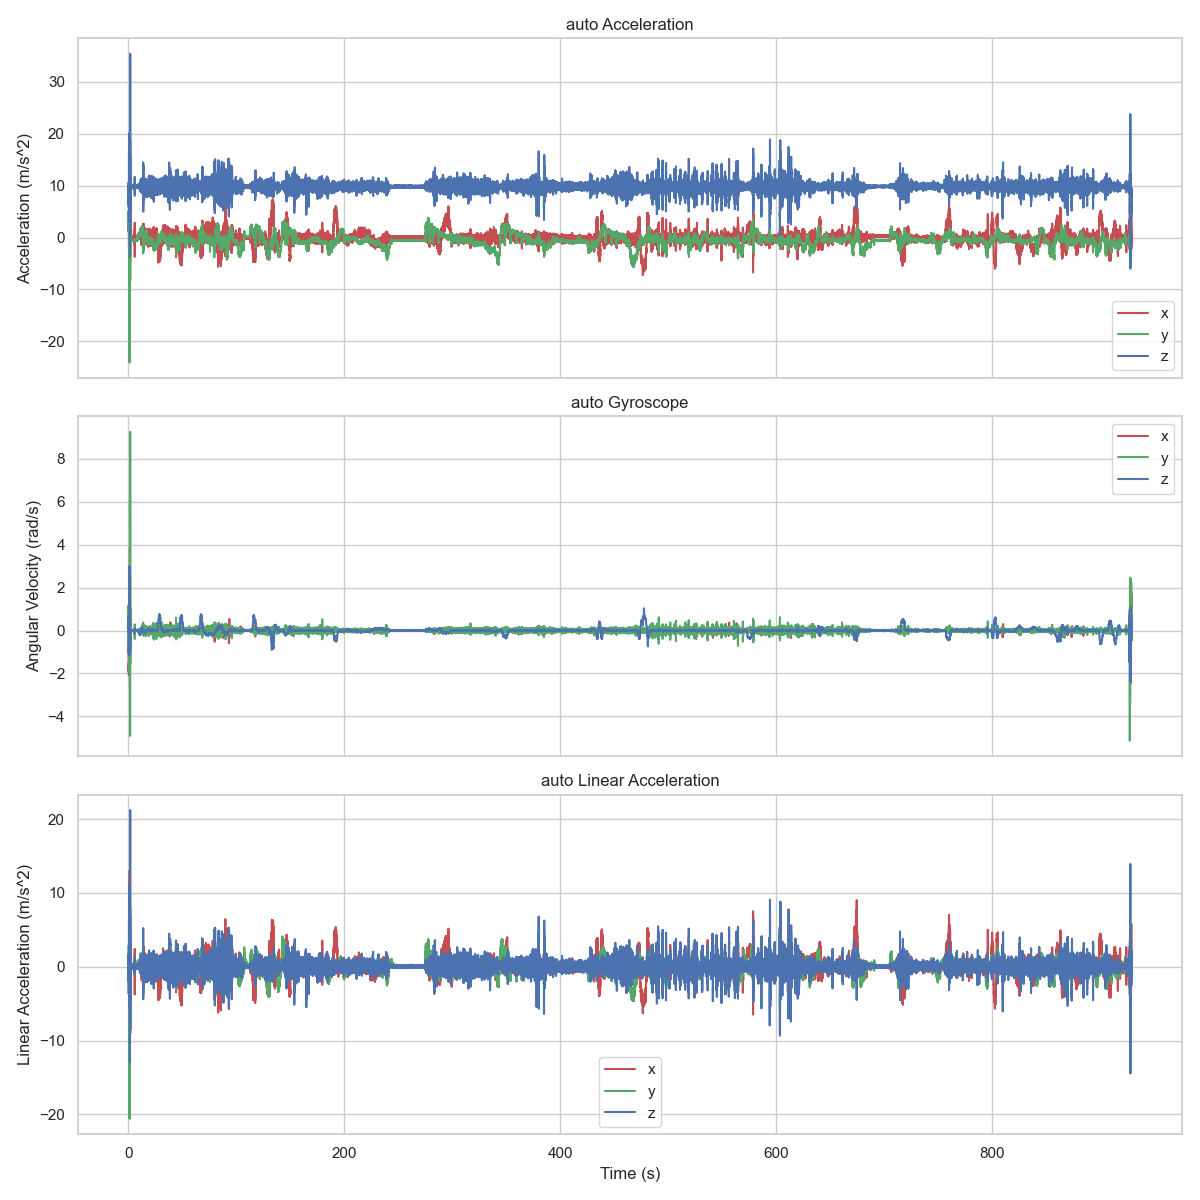 auto Acceleration
Acceleration (m/s^2)
30
20
10
0
−10
−20
x
y
z
auto Gyroscope
Angular Velocity (rad/s)
8
6
4
2
0
−2
−4
x
y
z
auto Linear Acceleration
Linear Acceleration (m/s^2)
20
10
0
−10
−20
x
y
z
0 200 400 600 800
Time (s)